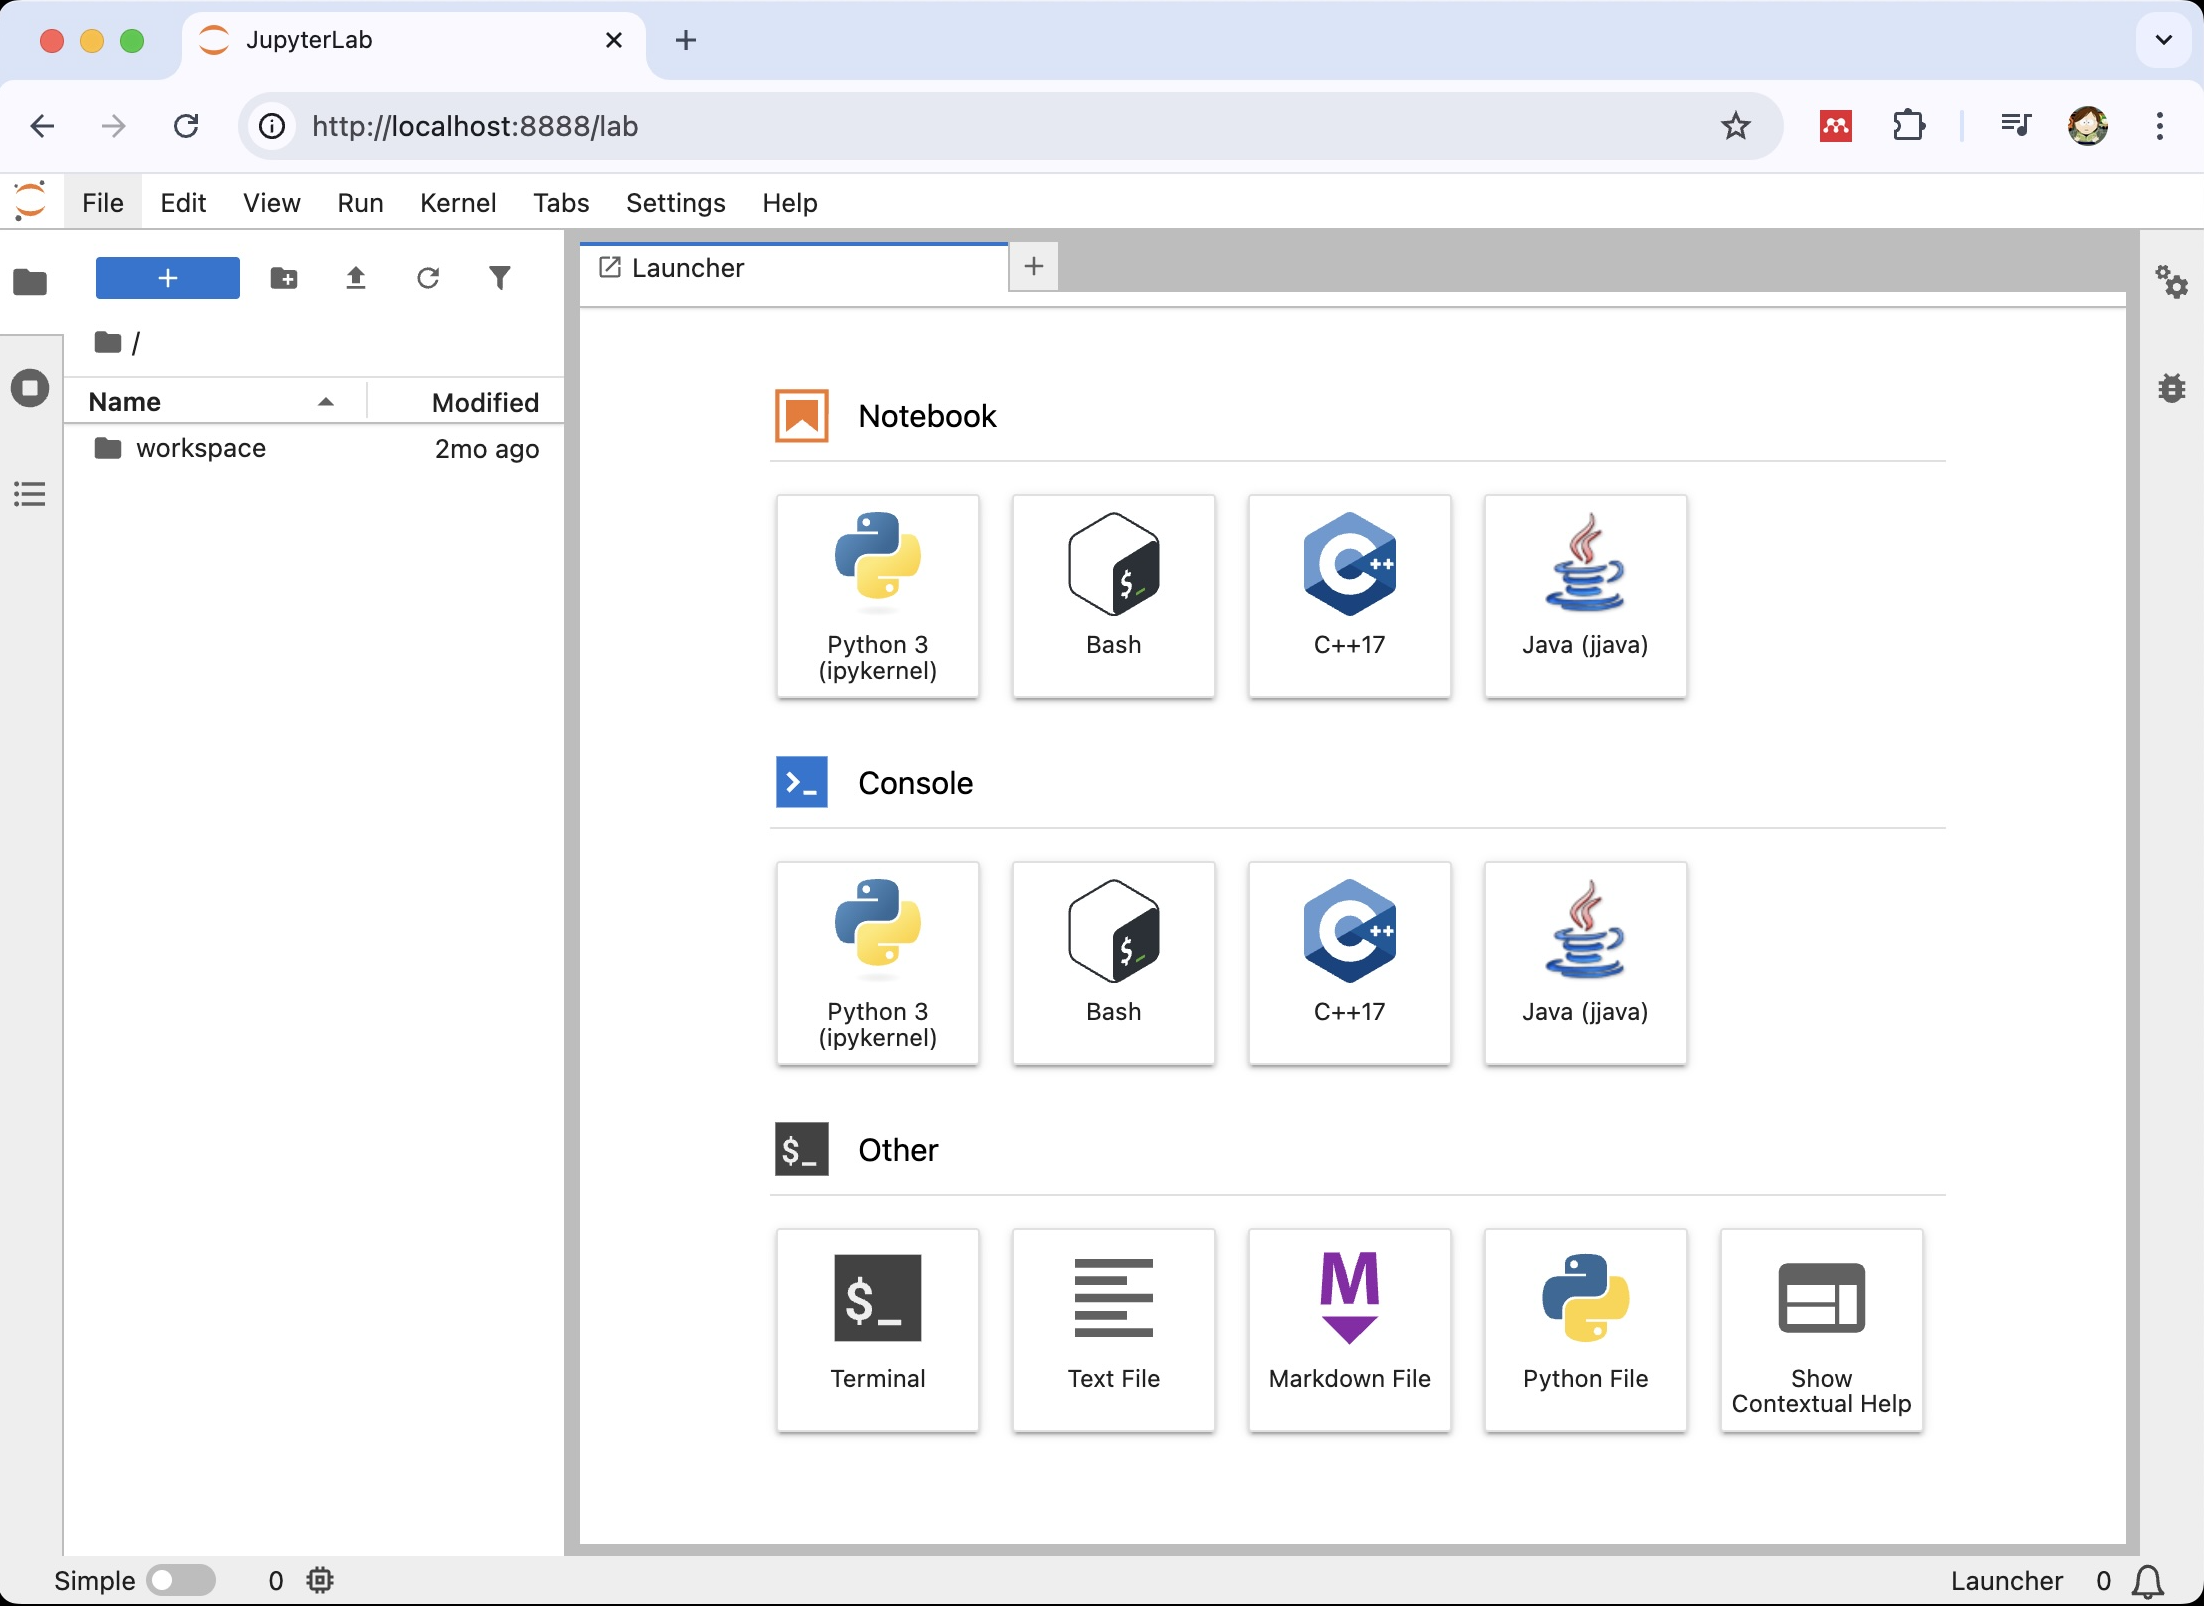 JupyterLab
http://localhost:8888/lab
File Edit View Run Kernel Tabs Settings Help
/
Name Modified
workspace 2mo ago
Launcher
Notebook
Python 3
(ipykernel)
Bash
C++17
Java (jjava)
Console
Python 3
(ipykernel)
Bash
C++17
Java (jjava)
$_ Other
Terminal
Text File
Markdown File
Python File
Show
Contextual Help
Simple 0
Launcher 0